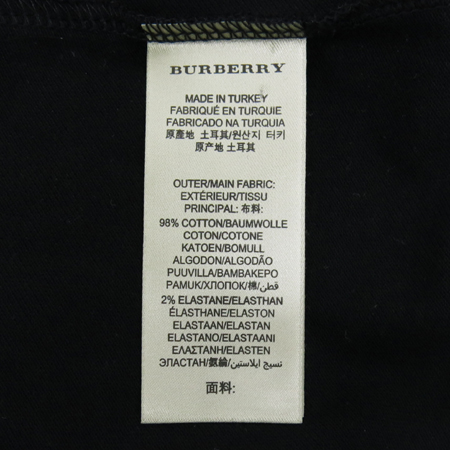 BURBERRY
MADE IN TURKEY
FABRIQUÉ EN TURQUIE
FABRICADO NA TURQUIA
原產地 土耳其/원산지 터키
原产地 土耳其
OUTER/MAIN FABRIC:
EXTÉRIEUR/TISSU
PRINCIPAL: 布料:
98% COTTON/BAUMWOLLE
COTON/COTONE
KATOEN/BOMULL
ALGODON/ALGODÃO
PUUVILLA/ΒΑΜΒΑΚΕΡΟ
PAMUK/ХЛОПОК/棉/قطن
2% ELASTANE/ELASTHAN
ÉLASTHANE/ELASTON
ELASTAAN/ELASTAN
ELASTANO/ELASTAANI
ΕΛΑΣΤΑΝΗ/ELASTEN
ЭЛАСТАН/氨綸/نسيج ايلاستين
面料: